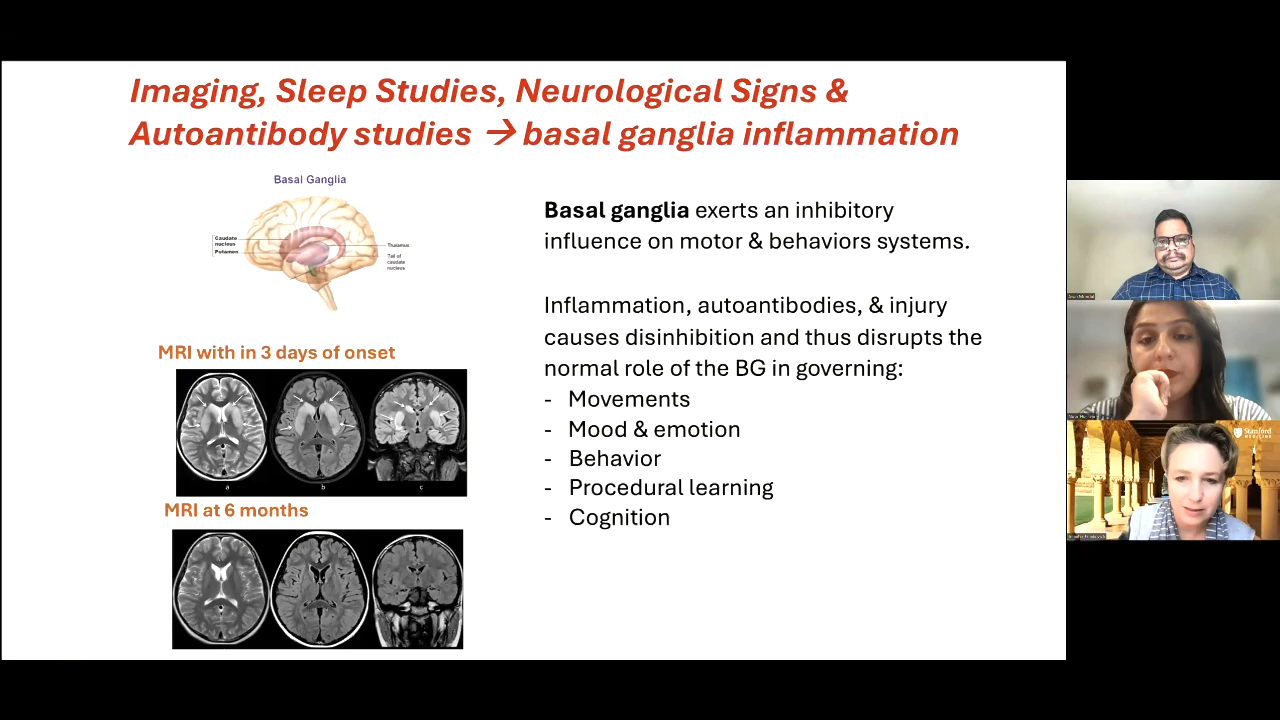 Imaging, Sleep Studies, Neurological Signs &
Autoantibody studies → basal ganglia inflammation
Basal Ganglia
Caudate
nucleus
Putamen
Thalamus
Tail of
caudate
nucleus
MRI with in 3 days of onset
a b c
MRI at 6 months
Basal ganglia exerts an inhibitory
influence on motor & behaviors systems.
Inflammation, autoantibodies, & injury
causes disinhibition and thus disrupts the
normal role of the BG in governing:
- Movements
- Mood & emotion
- Behavior
- Procedural learning
- Cognition
Stanford
MEDICINE